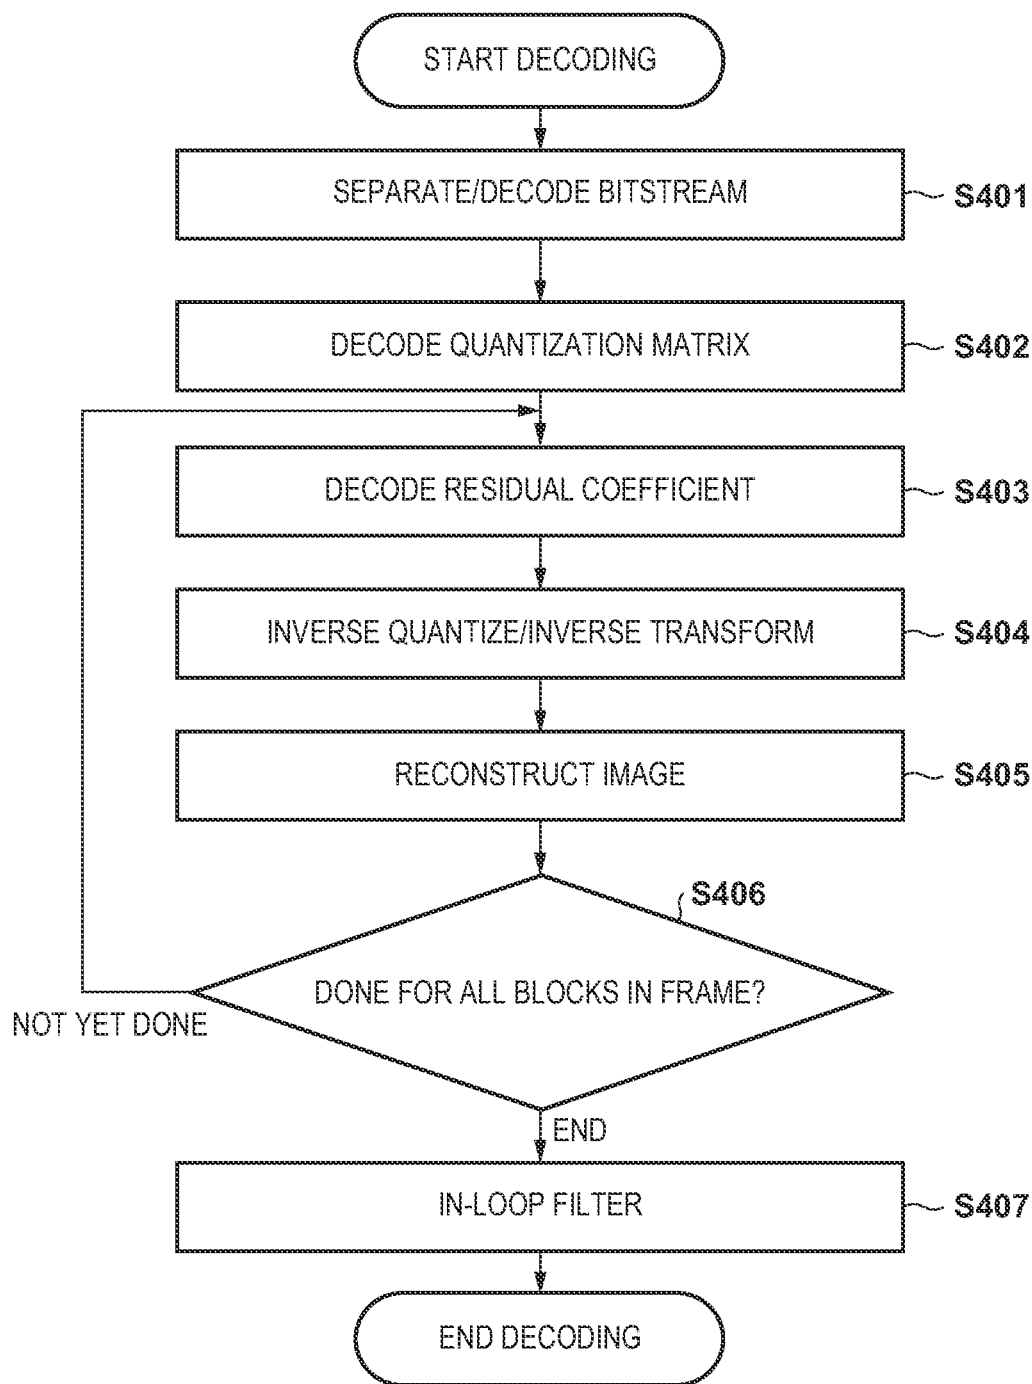 START DECODING
SEPARATE/DECODE BITSTREAM
S401
DECODE QUANTIZATION MATRIX
S402
DECODE RESIDUAL COEFFICIENT
S403
INVERSE QUANTIZE/INVERSE TRANSFORM
S404
RECONSTRUCT IMAGE
S405
S406
DONE FOR ALL BLOCKS IN FRAME?
NOT YET DONE
END
IN-LOOP FILTER
S407
END DECODING